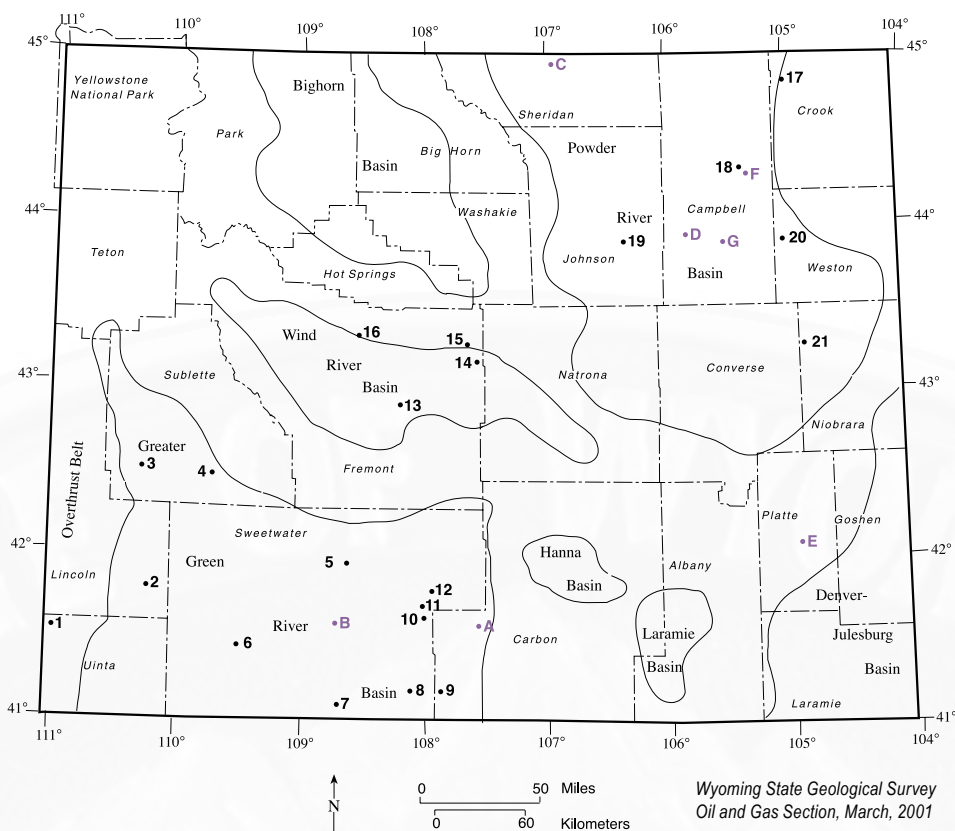 111° 110° 109° 108° 107° 106° 105° 104°
45° 45°
Yellowstone
National Park
Park
Bighorn
Basin
Big Horn
C
Sheridan
Powder
17
Crook
18 F
44° 44°
Teton
Washakie
Hot Springs
River
19
Johnson
Campbell
D G
Basin
20
Weston
Wind
16
15
14
River
Basin
13
21
43° 43°
Sublette
Natrona
Converse
Niobrara
Greater
3
4
Fremont
Overthrust Belt
Sweetwater
Platte
Goshen
E
42° 42°
Lincoln
2
Green
5
12
11
10
Hanna
Basin
Albany
Denver-
1
River
B
A
Carbon
Laramie
Basin
Julesburg
Basin
6
Uinta
Basin
8
9
7
Laramie
41° 41°
111° 110° 109° 108° 107° 106° 105° 104°
N
0 50 Miles
0 60 Kilometers
Wyoming State Geological Survey
Oil and Gas Section, March, 2001